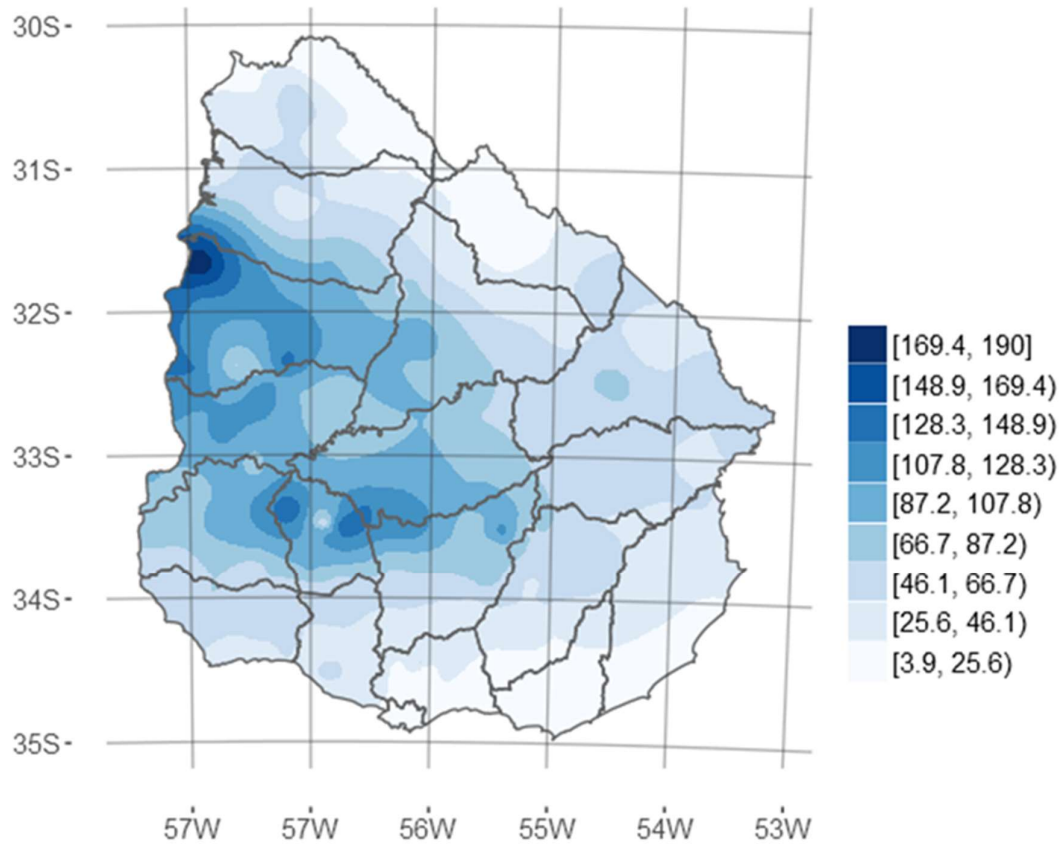 30S
31S
32S
33S
34S
35S
57W 57W 56W 55W 54W 53W
[169.4, 190]
[148.9, 169.4)
[128.3, 148.9)
[107.8, 128.3)
[87.2, 107.8)
[66.7, 87.2)
[46.1, 66.7)
[25.6, 46.1)
[3.9, 25.6)